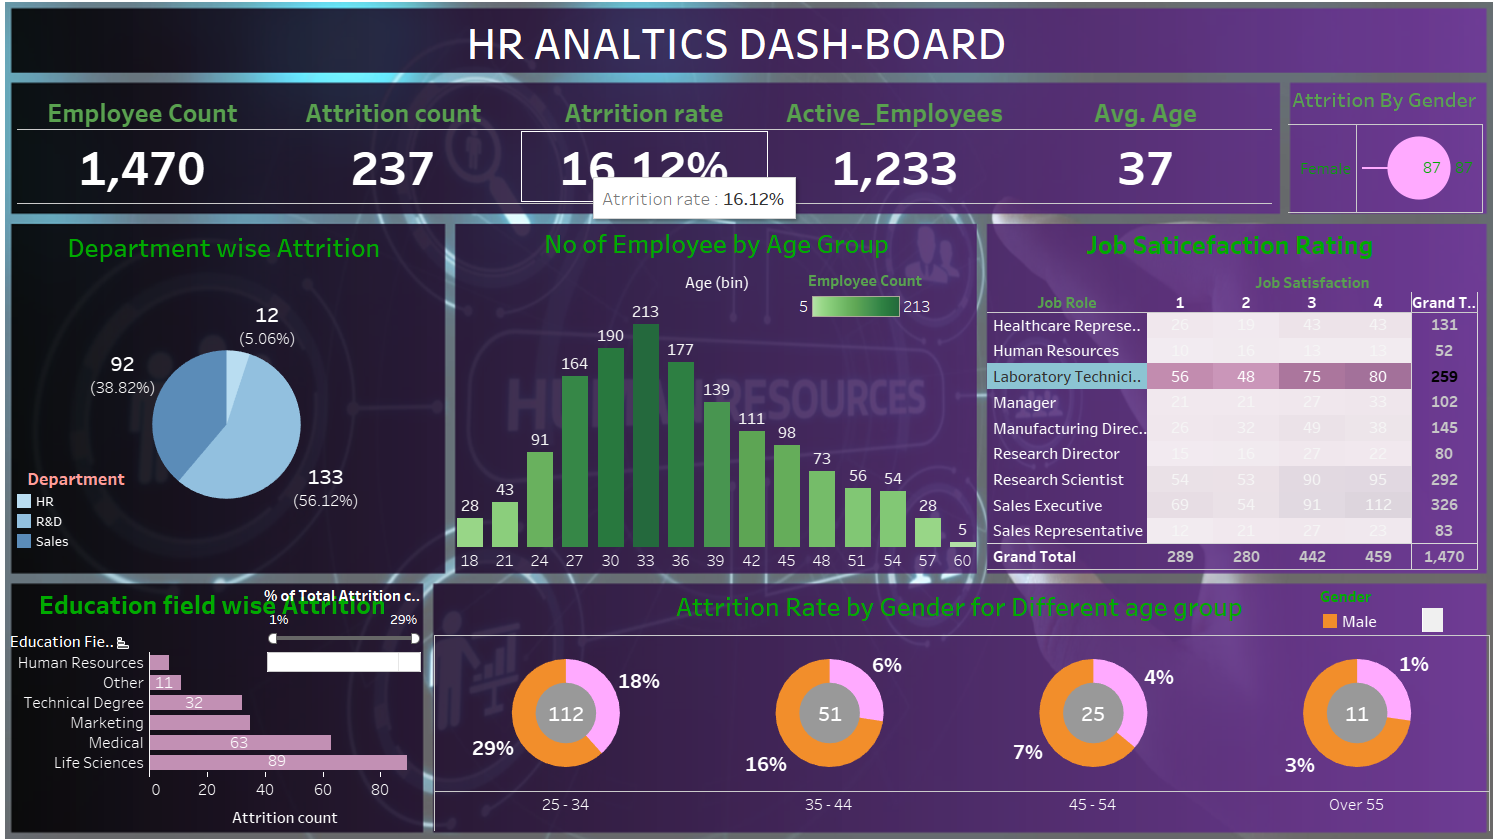 HR ANALTICS DASH-BOARD
Employee Count
Attrition count
Atrrition rate
Active_Employees
Avg. Age
1,470
237
16.12%
1,233
37
Atrrition rate : 16.12%
Attrition By Gender
Female
87
87
Department wise Attrition
12
(5.06%)
92
(38.82%)
133
(56.12%)
Department
HR
R&D
Sales
No of Employee by Age Group
Age (bin)
Employee Count
5
213
28 43 91 164 190 213 177 139 111 98 73 56 54 28 5
18 21 24 27 30 33 36 39 42 45 48 51 54 57 60
HUMAN RESOURCES
Job Saticefaction Rating
Job Satisfaction
Job Role 1 2 3 4 Grand T..
Healthcare Represe.. 26 19 43 43 131
Human Resources 10 16 13 13 52
Laboratory Technici.. 56 48 75 80 259
Manager 21 21 27 33 102
Manufacturing Direc.. 26 32 49 38 145
Research Director 15 16 27 22 80
Research Scientist 54 53 90 95 292
Sales Executive 69 54 91 112 326
Sales Representative 12 21 27 23 83
Grand Total 289 280 442 459 1,470
Education field wise Attrition
% of Total Attrition c..
1%
29%
Education Fie..
Human Resources
Other 11
Technical Degree 32
Marketing
Medical 63
Life Sciences 89
0 20 40 60 80
Attrition count
Attrition Rate by Gender for Different age group
Gender
Male
18%
112
29%
6%
51
16%
4%
25
7%
1%
11
3%
25 - 34
35 - 44
45 - 54
Over 55